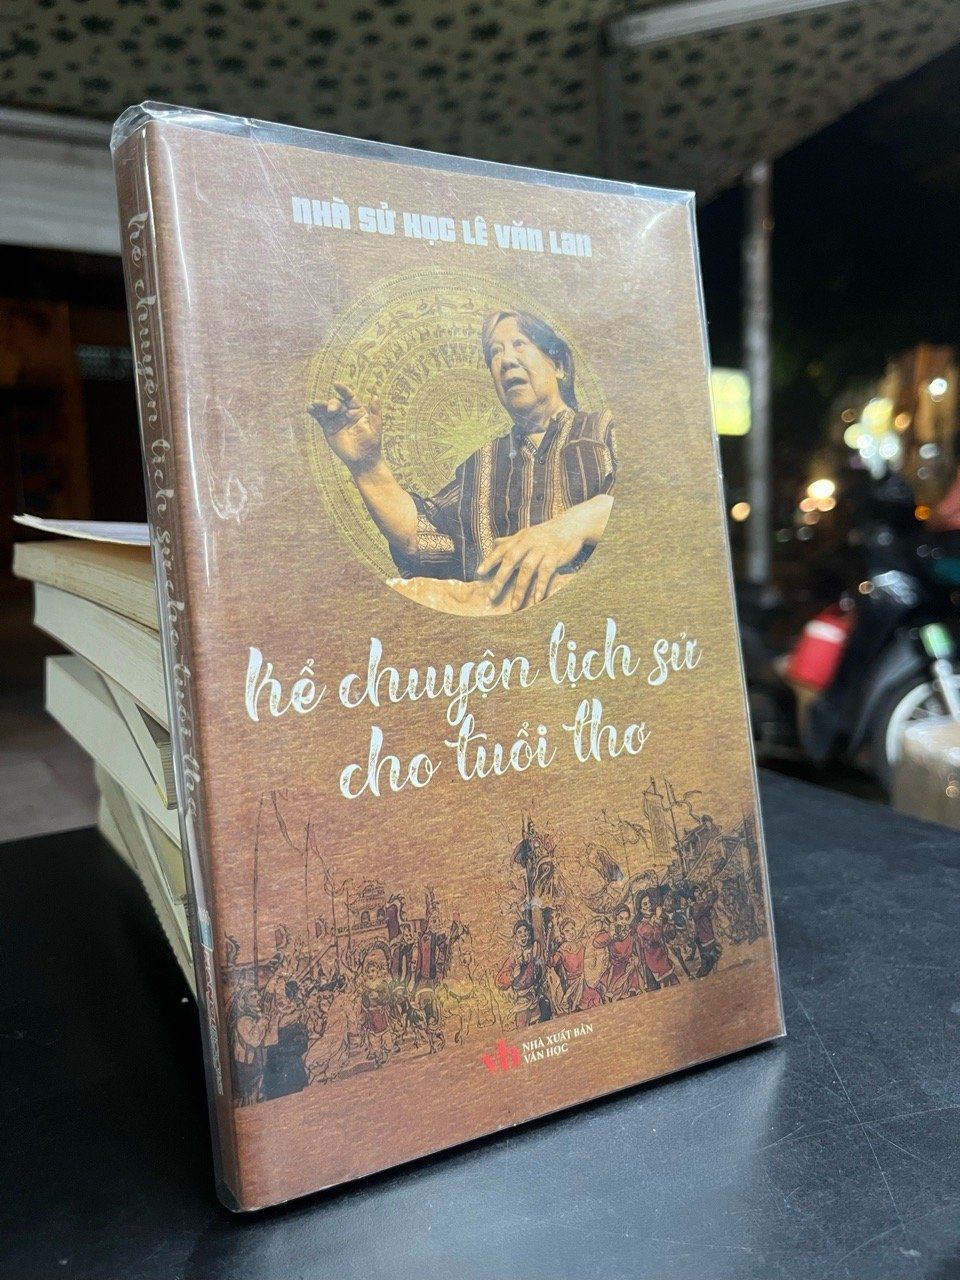 NHÀ SỬ HỌC LÊ VĂN LAN
Kể chuyện lịch sử
cho tuổi thơ
vh
NHÀ XUẤT BẢN
VĂN HỌC
Kể chuyện lịch sử cho tuổi thơ